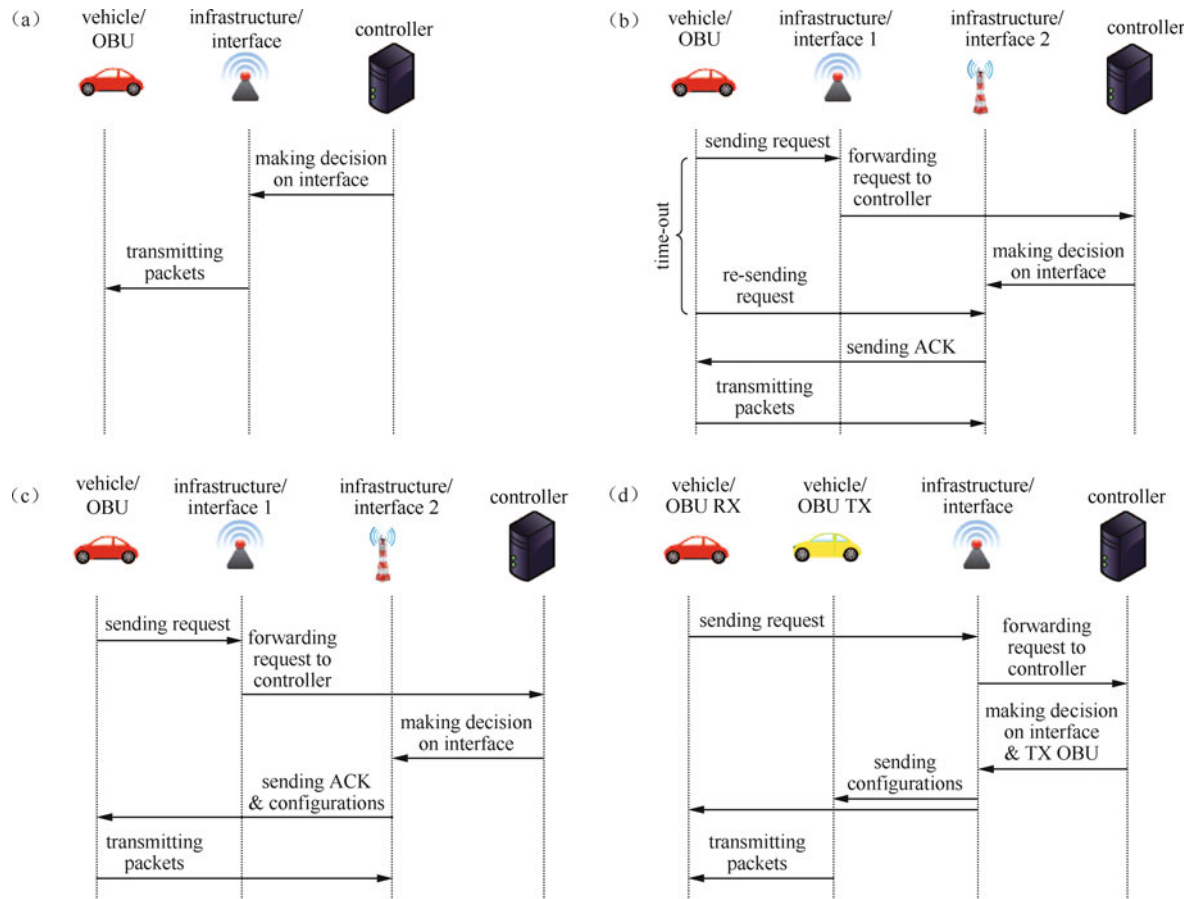 (a)
vehicle/
OBU
infrastructure/
interface
controller
making decision
on interface
transmitting
packets
(b)
vehicle/
OBU
infrastructure/
interface 1
infrastructure/
interface 2
controller
sending request
forwarding
request to
controller
time-out
making decision
on interface
re-sending
request
sending ACK
transmitting
packets
(c)
vehicle/
OBU
infrastructure/
interface 1
infrastructure/
interface 2
controller
sending request
forwarding
request to
controller
making decision
on interface
sending ACK
& configurations
transmitting
packets
(d)
vehicle/
OBU RX
vehicle/
OBU TX
infrastructure/
interface
controller
sending request
forwarding
request to
controller
making decision
on interface
& TX OBU
sending
configurations
transmitting
packets